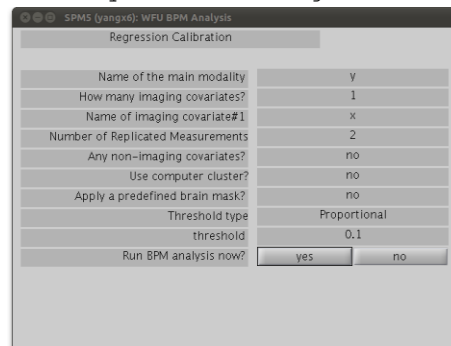 SPM5 (yangx6): WFU BPM Analysis
Regression Calibration
Name of the main modality y
How many imaging covariates? 1
Name of imaging covariate#1 x
Number of Replicated Measurements 2
Any non-imaging covariates? no
Use computer cluster? no
Apply a predefined brain mask? no
Threshold type Proportional
threshold 0.1
Run BPM analysis now? yes no